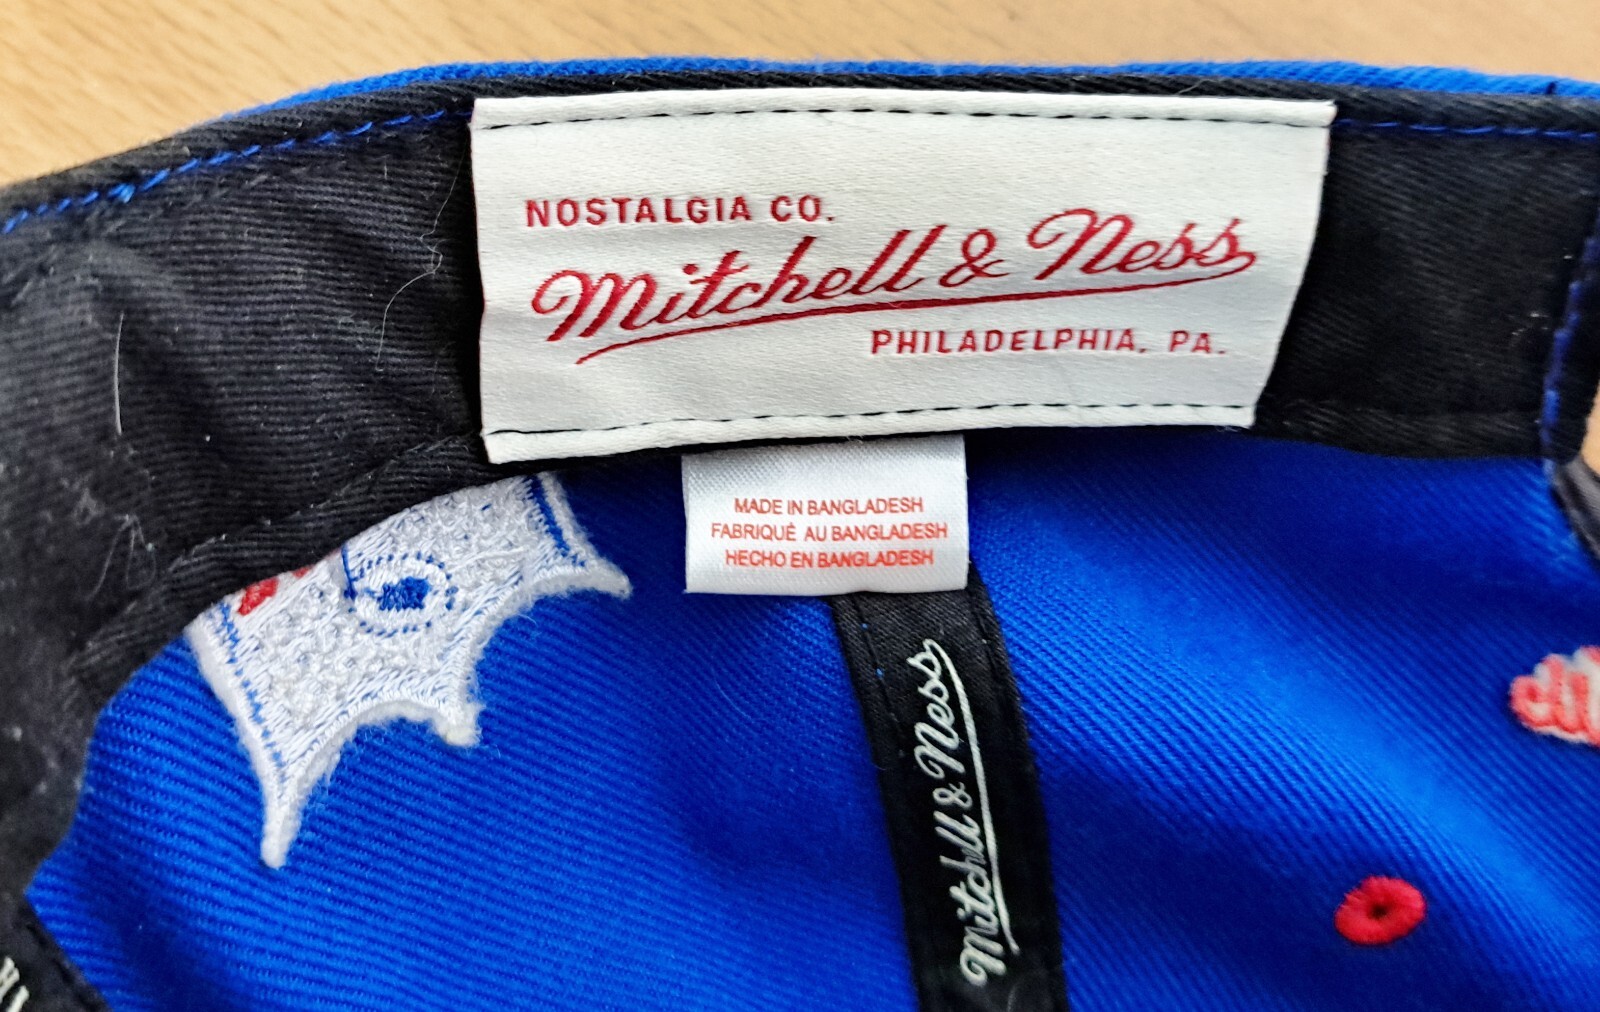 NOSTALGIA CO.
Mitchell & Ness
PHILADELPHIA, PA.
MADE IN BANGLADESH
FABRIQUÉ AU BANGLADESH
HECHO EN BANGLADESH
Mitchell & Ness